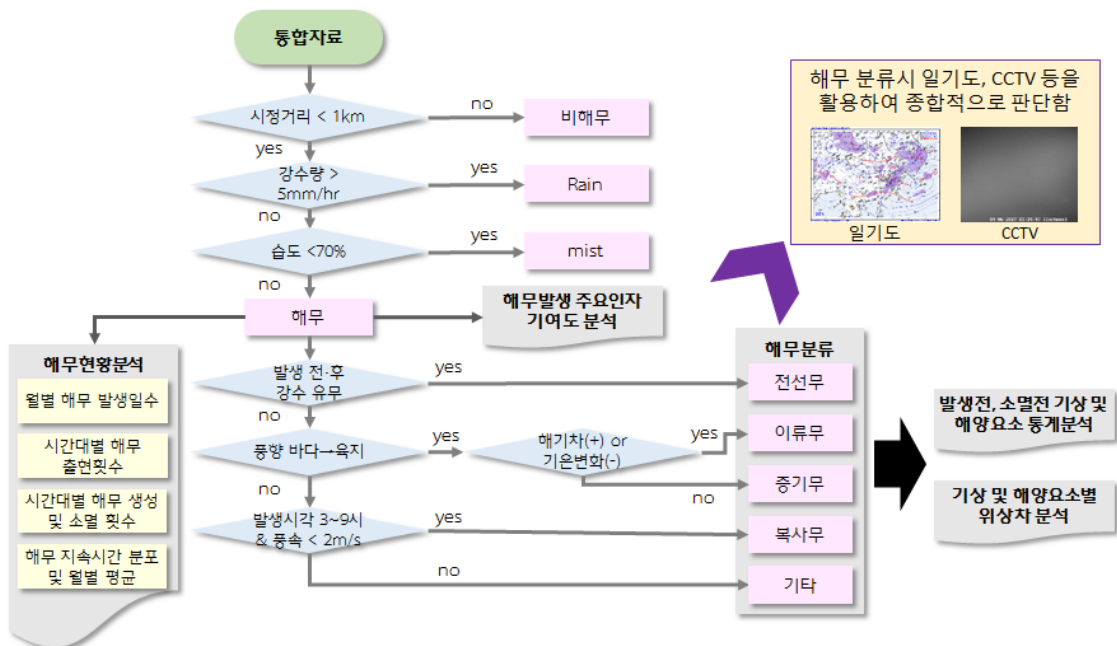 통합자료
시정거리 < 1km
no
비해무
yes
강수량 >
5mm/hr
yes
Rain
no
습도 <70%
yes
mist
no
해무
해무발생 주요인자
기여도 분석
해무 분류시 일기도, CCTV 등을
활용하여 종합적으로 판단함
일기도
CCTV
해무현황분석
월별 해무 발생일수
시간대별 해무
출현횟수
시간대별 해무 생성
및 소멸 횟수
해무 지속시간 분포
및 월별 평균
발생 전·후
강수 유무
yes
no
풍향 바다→육지
yes
해기차(+) or
기온변화(-)
yes
no
no
발생시각 3~9시
& 풍속 < 2m/s
yes
no
해무분류
전선무
이류무
증기무
복사무
기타
발생전, 소멸전 기상 및
해양요소 통계분석
기상 및 해양요소별
위상차 분석